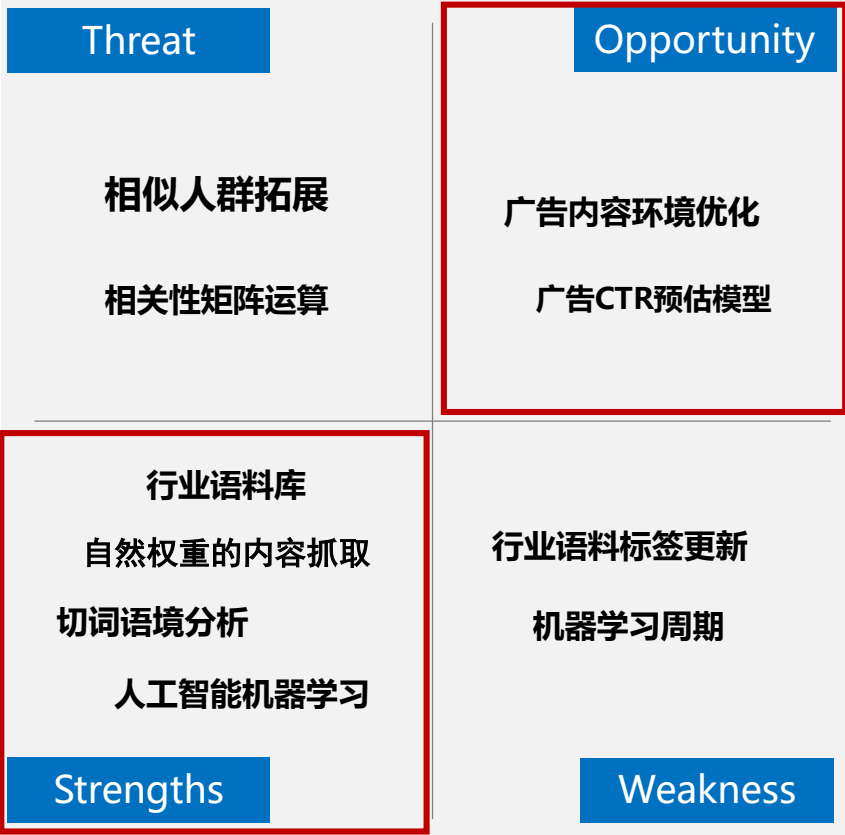 Threat
相似人群拓展
相关性矩阵运算
Opportunity
广告内容环境优化
广告CTR预估模型
行业语料库
自然权重的内容抓取
切词语境分析
人工智能机器学习
Strengths
行业语料标签更新
机器学习周期
Weakness